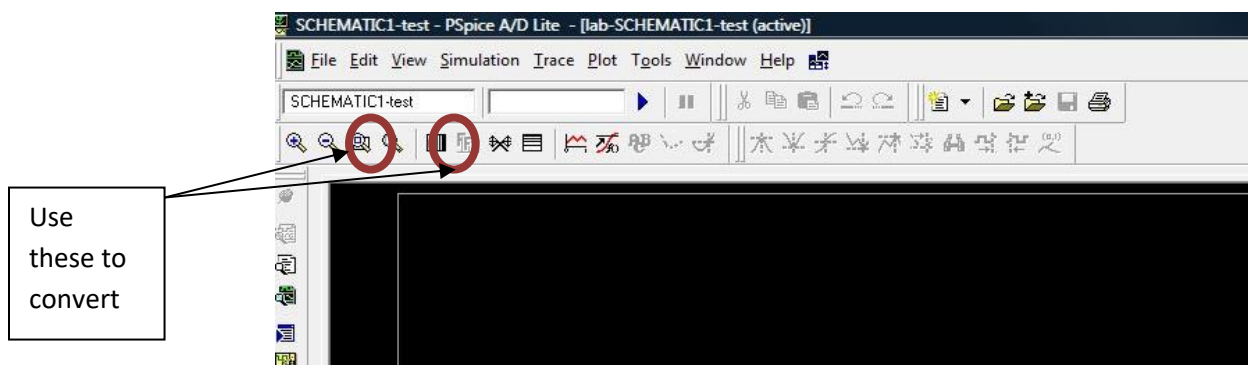 SCHEMATIC1-test - PSpice A/D Lite - [lab-SCHEMATIC1-test (active)]
File Edit View Simulation Trace Plot Tools Window Help
SCHEMATIC1-test
Use
these to
convert